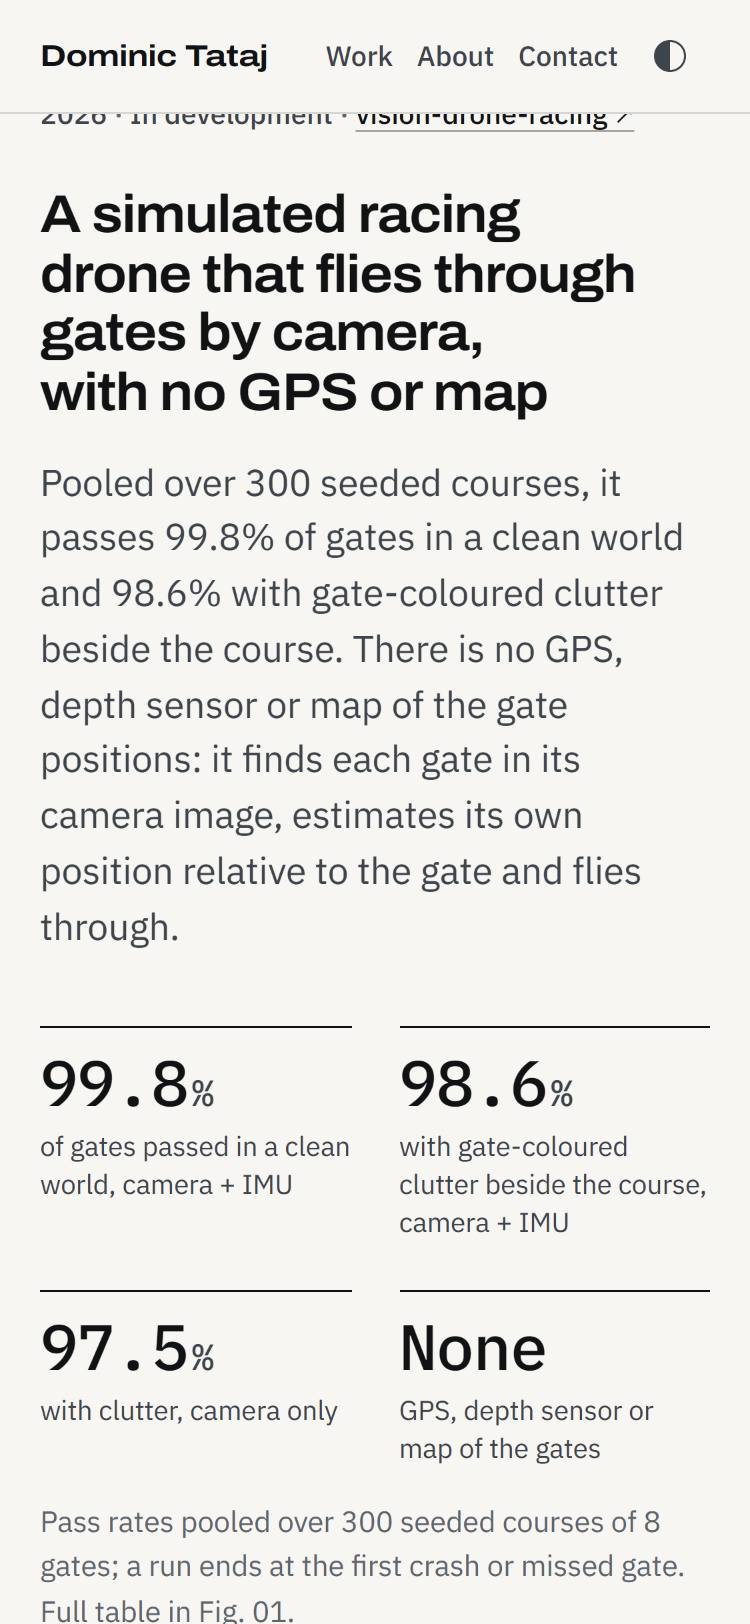 Dominic Tataj
Work About Contact
2026 · In development · vision-drone-racing ↗
A simulated racing
drone that flies through
gates by camera,
with no GPS or map
Pooled over 300 seeded courses, it
passes 99.8% of gates in a clean world
and 98.6% with gate-coloured clutter
beside the course. There is no GPS,
depth sensor or map of the gate
positions: it finds each gate in its
camera image, estimates its own
position relative to the gate and flies
through.
99.8%
of gates passed in a clean
world, camera + IMU
98.6%
with gate-coloured
clutter beside the course,
camera + IMU
97.5%
with clutter, camera only
None
GPS, depth sensor or
map of the gates
Pass rates pooled over 300 seeded courses of 8
gates; a run ends at the first crash or missed gate.
Full table in Fig. 01.